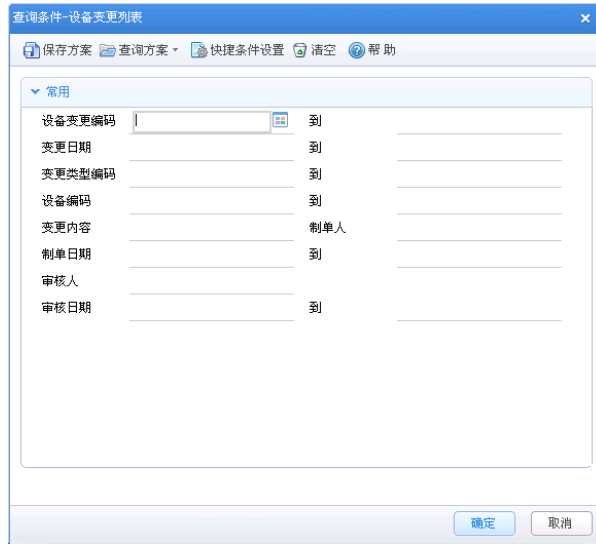 查询条件-设备变更列表
保存方案 查询方案 快捷条件设置 清空 帮助
常用
设备变更编码 到
变更日期 到
变更类型编码 到
设备编码 到
变更内容 制单人
制单日期 到
审核人
审核日期 到
确定 取消